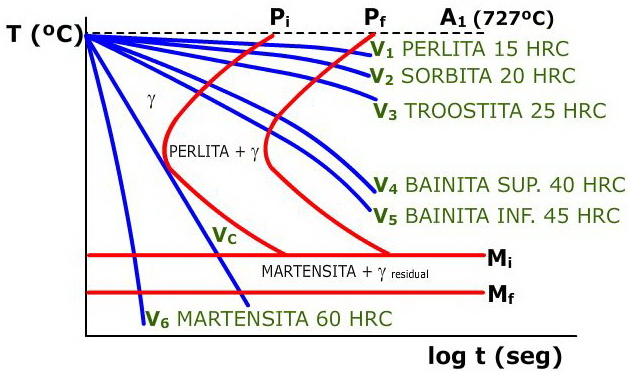 Pi Pf A1 (727ºC)
T (ºC)
V1 PERLITA 15 HRC
V2 SORBITA 20 HRC
γ
V3 TROOSTITA 25 HRC
PERLITA + γ
V4 BAINITA SUP. 40 HRC
V5 BAINITA INF. 45 HRC
VC
Mi
MARTENSITA + γ residual
Mf
V6 MARTENSITA 60 HRC
log t (seg)